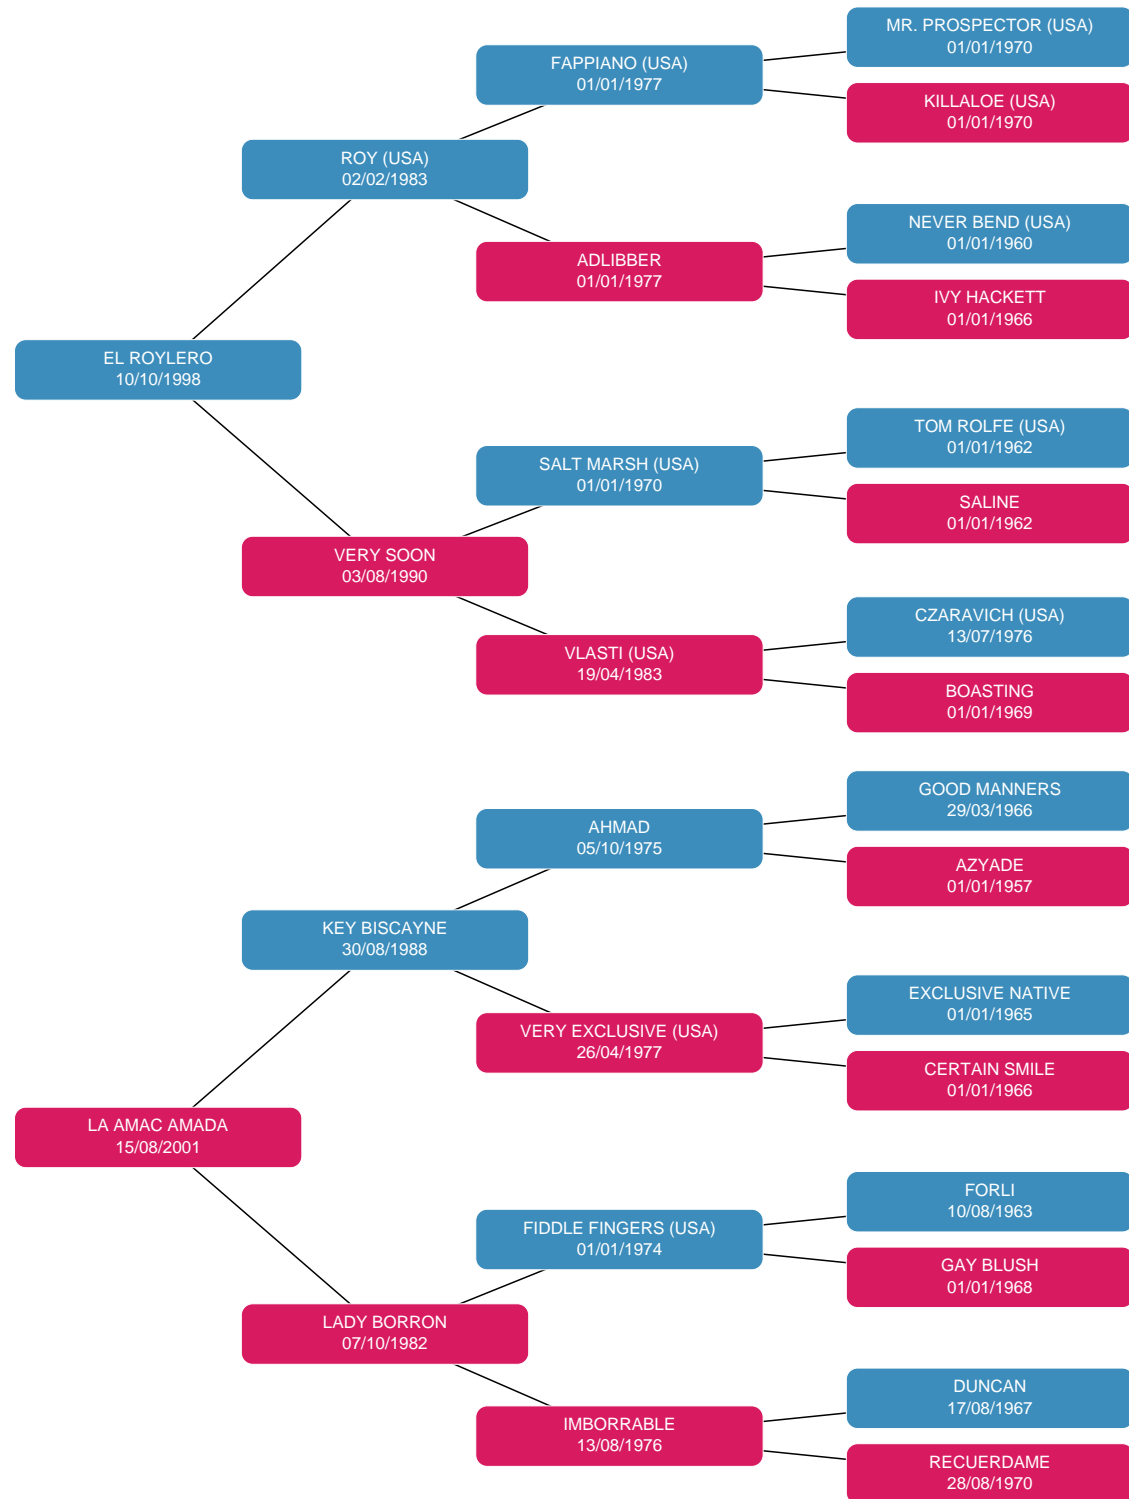 MR. PROSPECTOR (USA)
01/01/1970
FAPPIANO (USA)
01/01/1977
KILLALOE (USA)
01/01/1970
ROY (USA)
02/02/1983
NEVER BEND (USA)
01/01/1960
ADLIBBER
01/01/1977
IVY HACKETT
01/01/1966
EL ROYLERO
10/10/1998
TOM ROLFE (USA)
01/01/1962
SALT MARSH (USA)
01/01/1970
SALINE
01/01/1962
VERY SOON
03/08/1990
CZARAVICH (USA)
13/07/1976
VLASTI (USA)
19/04/1983
BOASTING
01/01/1969
GOOD MANNERS
29/03/1966
AHMAD
05/10/1975
AZYADE
01/01/1957
KEY BISCAYNE
30/08/1988
EXCLUSIVE NATIVE
01/01/1965
VERY EXCLUSIVE (USA)
26/04/1977
CERTAIN SMILE
01/01/1966
LA AMAC AMADA
15/08/2001
FORLI
10/08/1963
FIDDLE FINGERS (USA)
01/01/1974
GAY BLUSH
01/01/1968
LADY BORRON
07/10/1982
DUNCAN
17/08/1967
IMBORRABLE
13/08/1976
RECUERDAME
28/08/1970